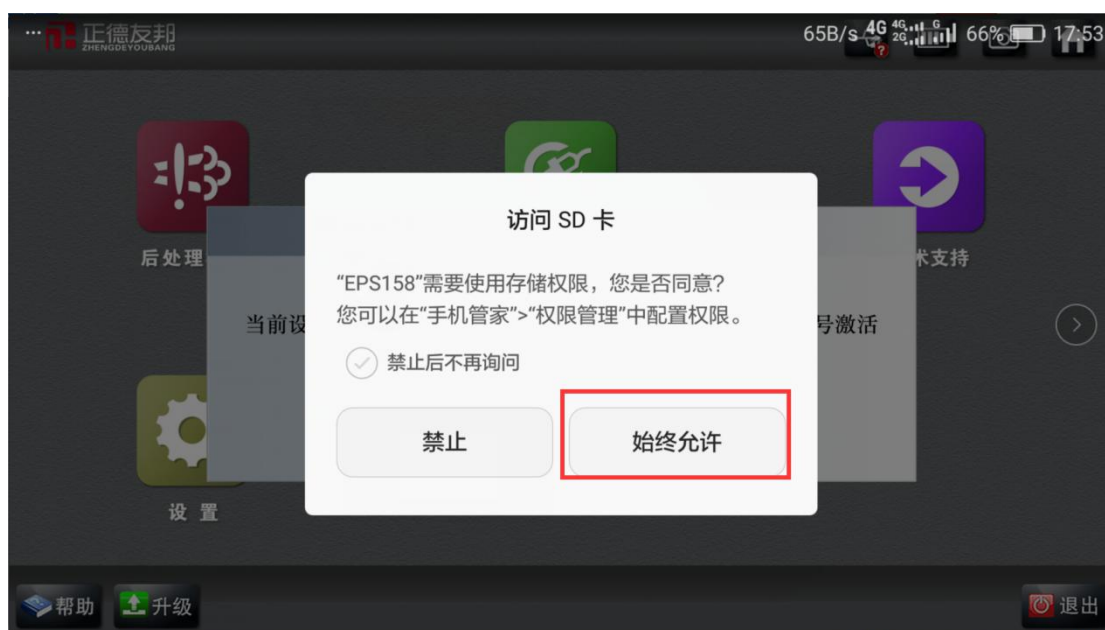 ... 正德友邦
ZHENGDEYOUBANG
65B/s 4G 4G 2G G 66% 17:53
访问 SD 卡
“EPS158”需要使用存储权限，您是否同意？
您可以在“手机管家”>“权限管理”中配置权限。
禁止后不再询问
禁止
始终允许
后处理
术支持
当前设
号激活
设 置
帮助
升级
退出